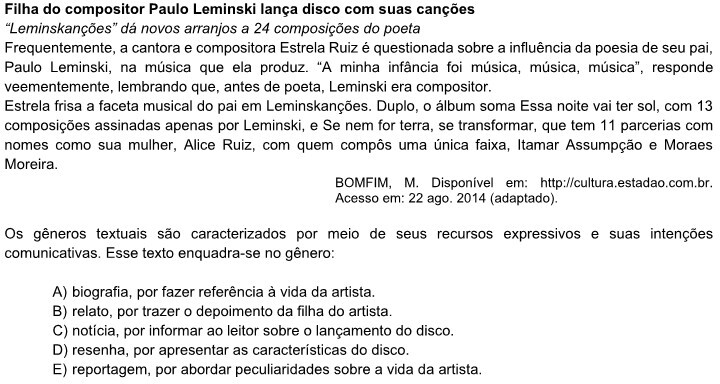 Filha do compositor Paulo Leminski lança disco com suas canções
“Leminskanções” dá novos arranjos a 24 composições do poeta
Frequentemente, a cantora e compositora Estrela Ruiz é questionada sobre a influência da poesia de seu pai,
Paulo Leminski, na música que ela produz. “A minha infância foi música, música, música”, responde
veementemente, lembrando que, antes de poeta, Leminski era compositor.
Estrela frisa a faceta musical do pai em Leminskanções. Duplo, o álbum soma Essa noite vai ter sol, com 13
composições assinadas apenas por Leminski, e Se nem for terra, se transformar, que tem 11 parcerias com
nomes como sua mulher, Alice Ruiz, com quem compôs uma única faixa, Itamar Assumpção e Moraes
Moreira.
BOMFIM, M. Disponível em: http://cultura.estadao.com.br.
Acesso em: 22 ago. 2014 (adaptado).
Os gêneros textuais são caracterizados por meio de seus recursos expressivos e suas intenções
comunicativas. Esse texto enquadra-se no gênero:
A) biografia, por fazer referência à vida da artista.
B) relato, por trazer o depoimento da filha do artista.
C) notícia, por informar ao leitor sobre o lançamento do disco.
D) resenha, por apresentar as características do disco.
E) reportagem, por abordar peculiaridades sobre a vida da artista.